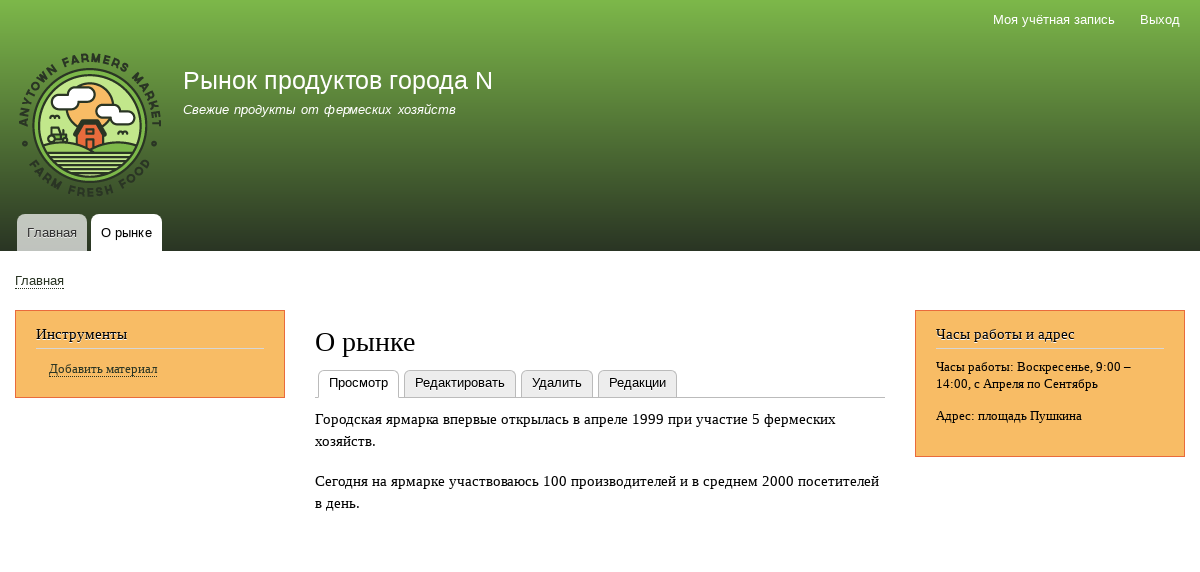 Моя учётная запись Выход
ANYTOWN FARMERS MARKET
FARM FRESH FOOD
Рынок продуктов города N
Свежие продукты от фермеских хозяйств
Главная О рынке
Главная
Инструменты
Добавить материал
О рынке
Просмотр Редактировать Удалить Редакции
Городская ярмарка впервые открылась в апреле 1999 при участие 5 фермеских
хозяйств.
Сегодня на ярмарке участвоваюсь 100 производителей и в среднем 2000 посетителей
в день.
Часы работы и адрес
Часы работы: Воскресенье, 9:00 –
14:00, с Апреля по Сентябрь
Адрес: площадь Пушкина